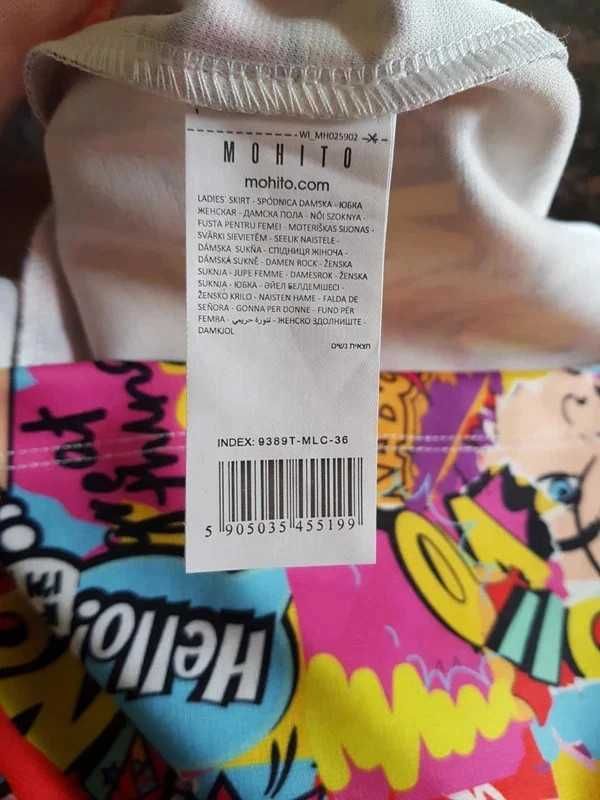 WI_MH025902
MOHITO
mohito.com
LADIES' SKIRT - SPÓDNICA DAMSKA - ЮБКА
ЖЕНСКАЯ - ДАМСКА ПОЛА - NŐI SZOKNYA -
FUSTA PENTRU FEMEI - MOTERIŠKAS SIJONAS -
SVĀRKI SIEVIETĒM - SEELIK NAISTELE -
DÁMSKA SUKŇA - СПІДНИЦЯ ЖІНОЧА -
DÁMSKÁ SUKNĚ - DAMEN ROCK - ŽENSKA
SUKNJA - JUPE FEMME - DAMESROK - ŽENSKA
SUKNJA - ЮБКА - ӘЙЕЛ БЕЛДЕМШЕСІ -
ŽENSKO KRILO - NAISTEN HAME - FALDA DE
SEÑORA - GONNA PER DONNE - FUND PËR
FEMRA - تنورة حريمي - ЖЕНСКО ЗДОЛНИШТЕ -
DAMKJOL
חצאית נשים
INDEX: 9389T-MLC-36
5 905035 455199
at
Hello!